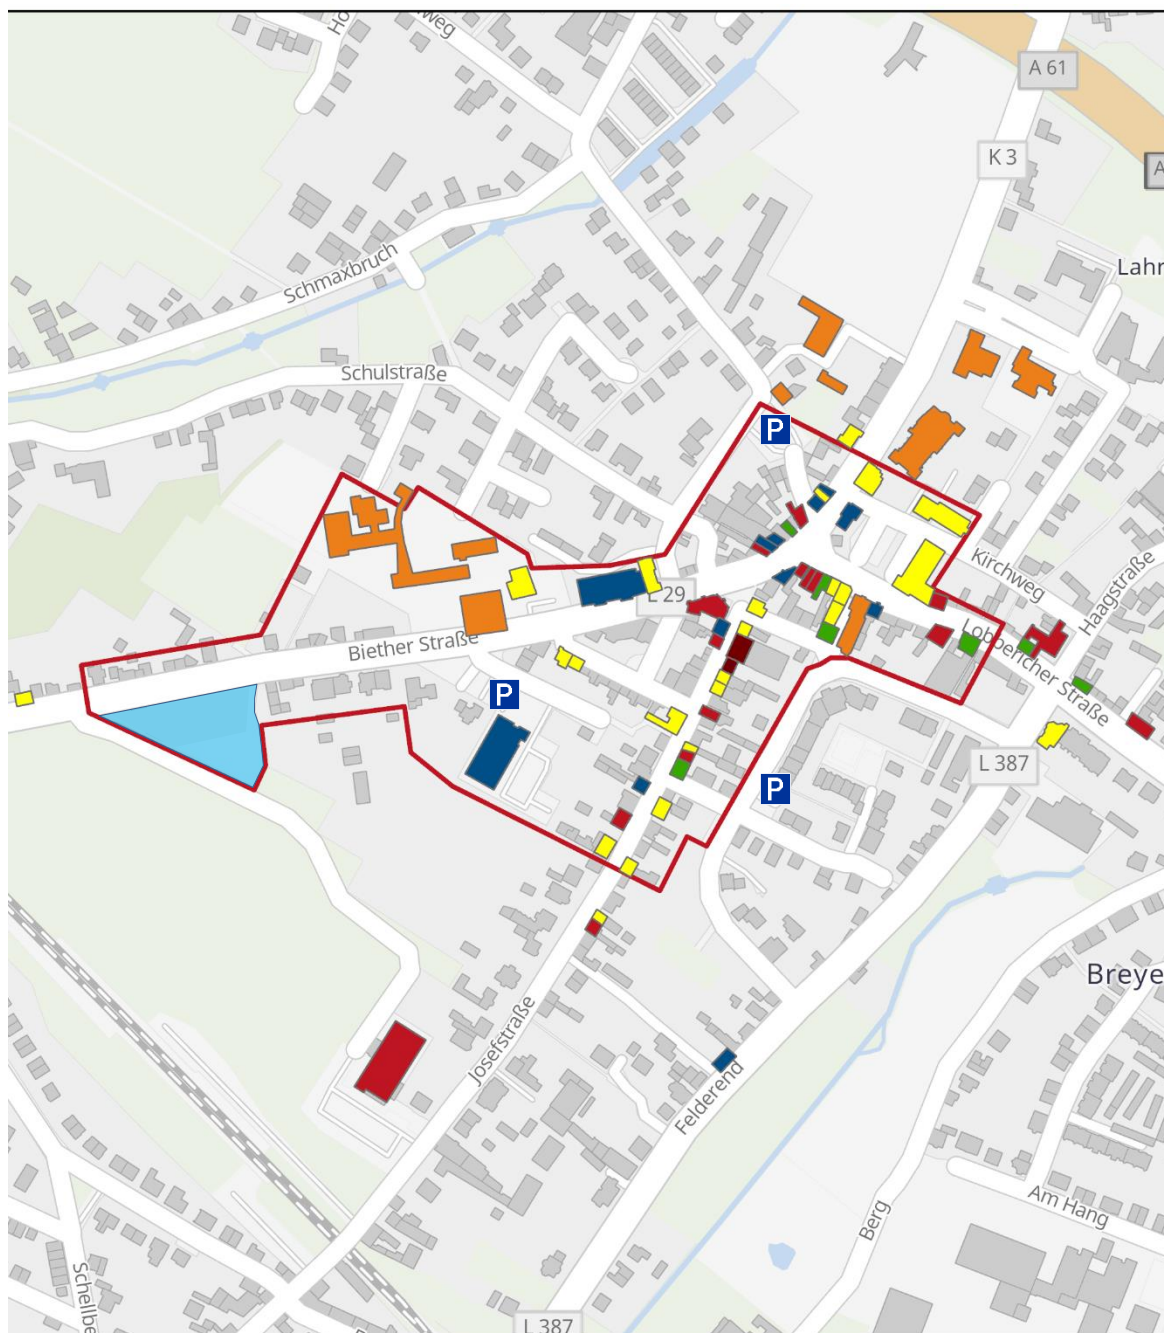 A 61
K 3
A
Lahr
Schmaxbruch
Schulstraße
P
Kirchweg
Haagstraße
L 29
Lobbericher Straße
Biether Straße
P
L 387
P
Breye
Josefstraße
Felderend
Am Hang
Berg
Schellbe
L 387